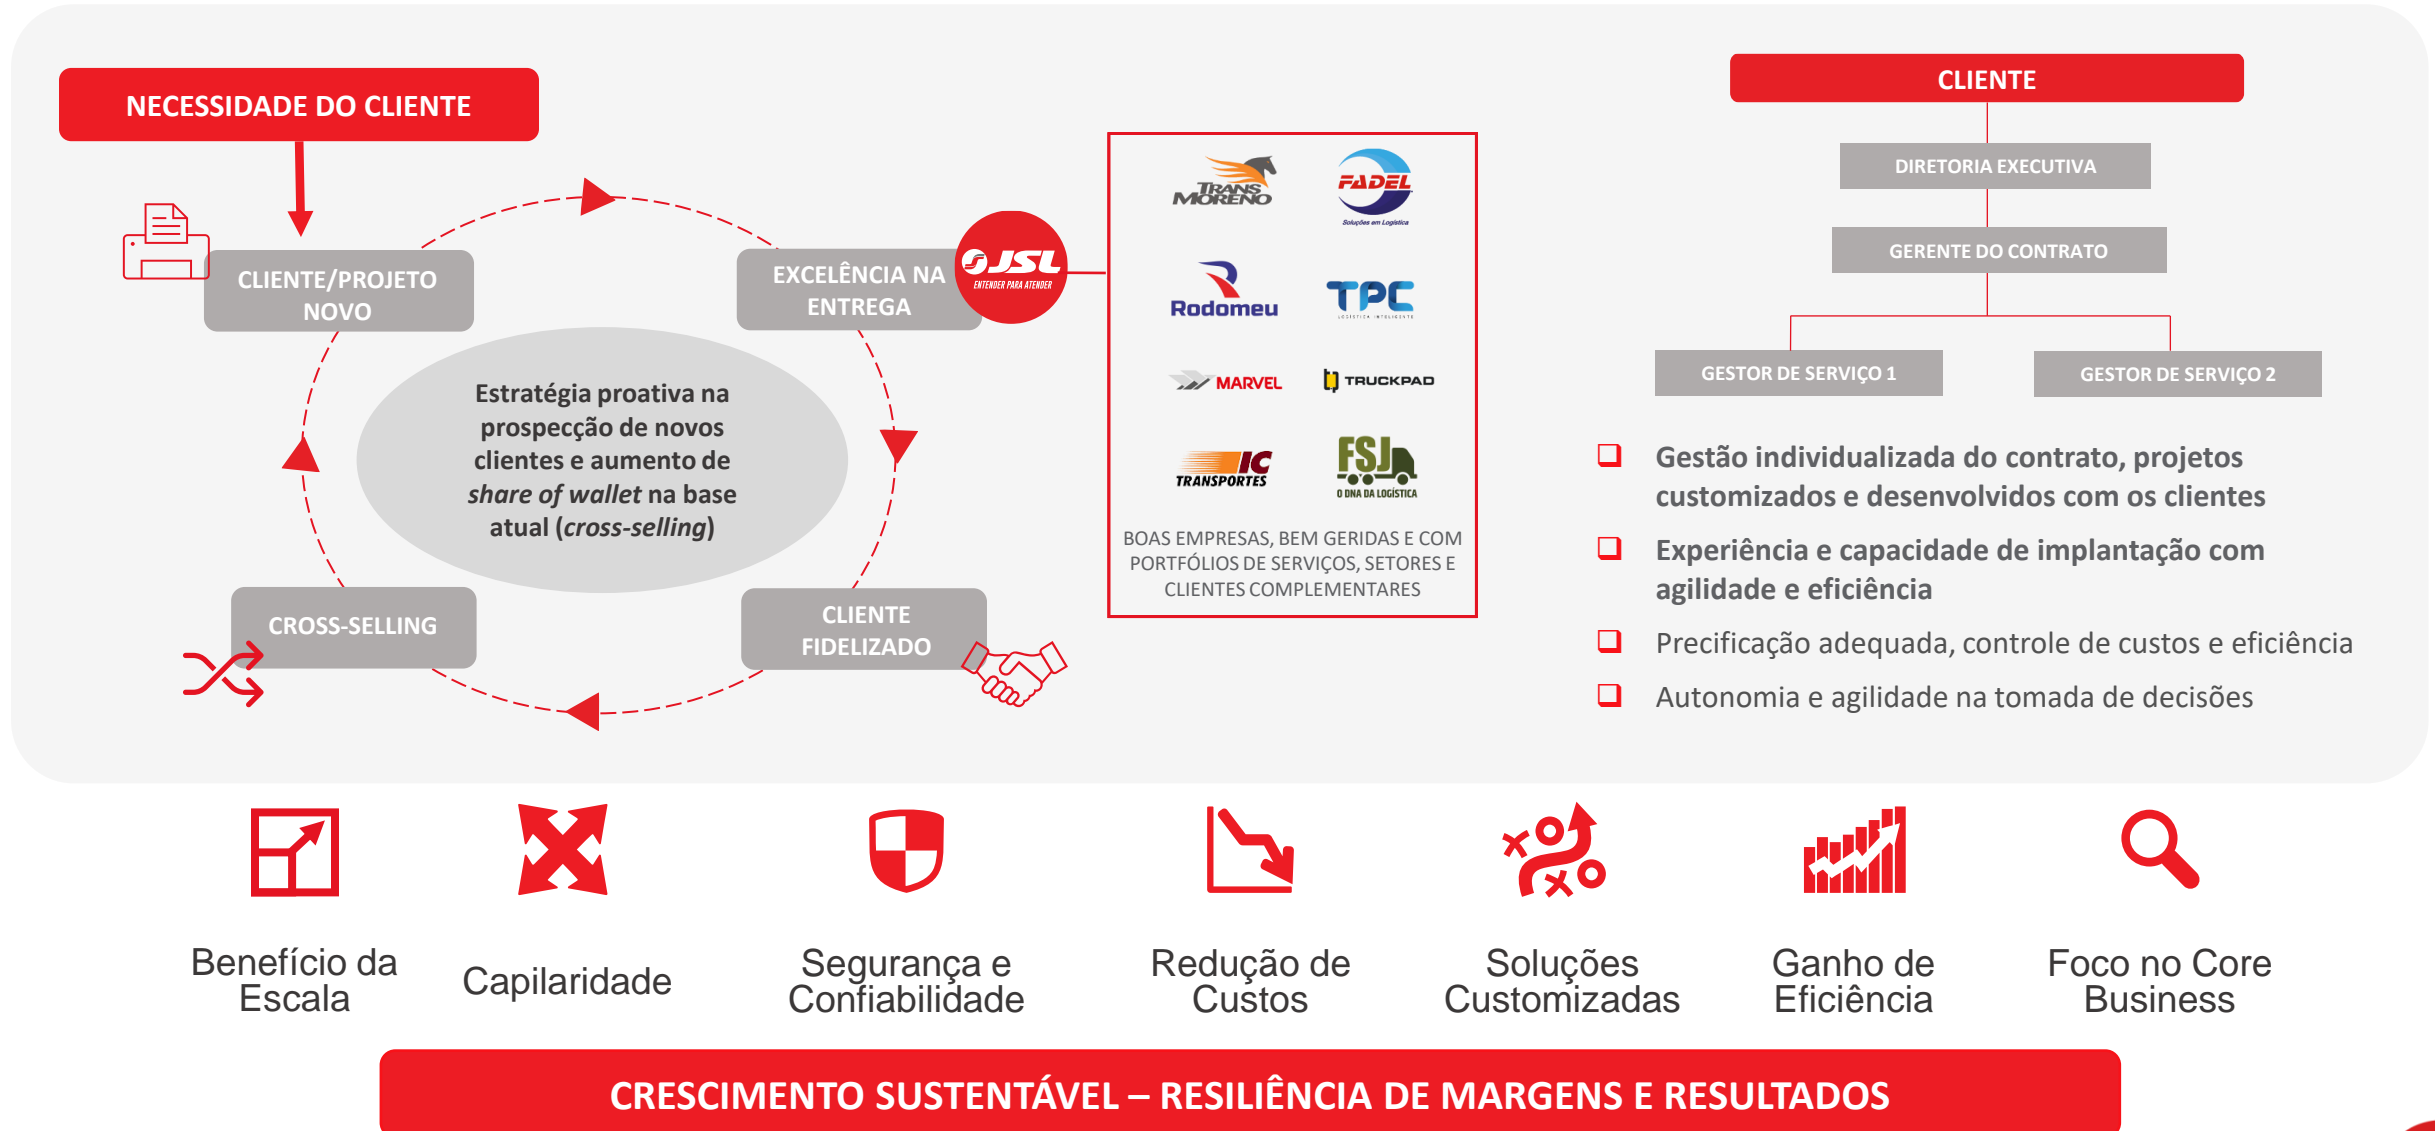 NECESSIDADE DO CLIENTE
CLIENTE/PROJETO
NOVO
EXCELÊNCIA NA
ENTREGA
JSL
ENTENDER PARA ATENDER
Estratégia proativa na
prospecção de novos
clientes e aumento de
share of wallet na base
atual (cross-selling)
CROSS-SELLING
CLIENTE
FIDELIZADO
TRANS
MORENO
FADEL
Soluções em Logística
Rodomeu
TPC
LOGÍSTICA INTELIGENTE
MARVEL
TRUCKPAD
IC
TRANSPORTES
FSJ
O DNA DA LOGÍSTICA
BOAS EMPRESAS, BEM GERIDAS E COM
PORTFÓLIOS DE SERVIÇOS, SETORES E
CLIENTES COMPLEMENTARES
CLIENTE
DIRETORIA EXECUTIVA
GERENTE DO CONTRATO
GESTOR DE SERVIÇO 1
GESTOR DE SERVIÇO 2
Gestão individualizada do contrato, projetos
customizados e desenvolvidos com os clientes
Experiência e capacidade de implantação com
agilidade e eficiência
Precificação adequada, controle de custos e eficiência
Autonomia e agilidade na tomada de decisões
Benefício da
Escala
Capilaridade
Segurança e
Confiabilidade
Redução de
Custos
Soluções
Customizadas
Ganho de
Eficiência
Foco no Core
Business
CRESCIMENTO SUSTENTÁVEL – RESILIÊNCIA DE MARGENS E RESULTADOS